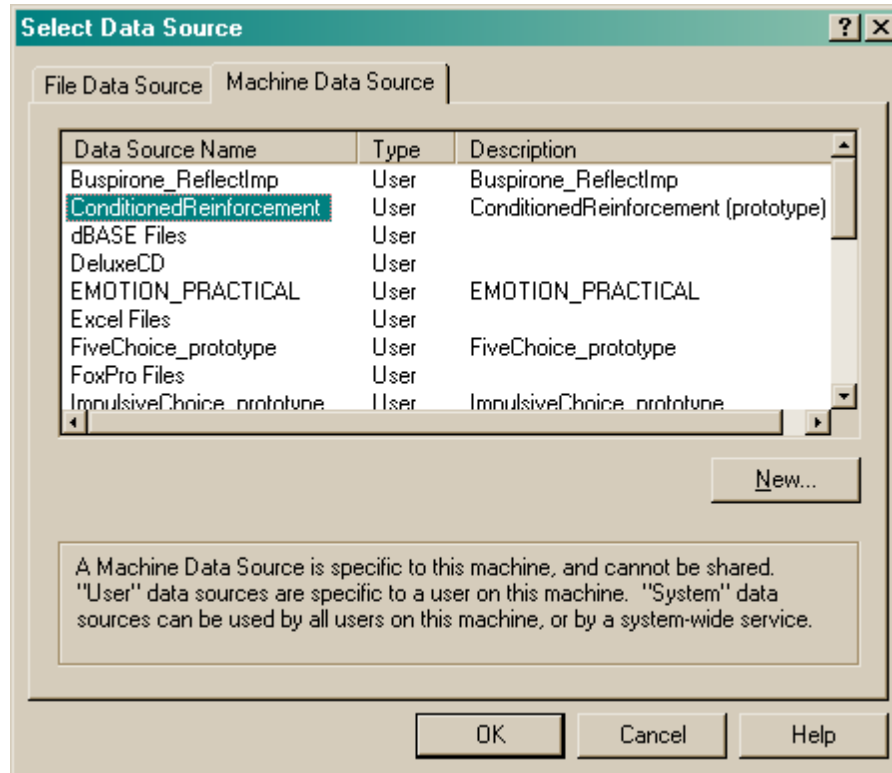 Select Data Source
File Data Source Machine Data Source
Data Source Name Type Description
Buspirone_ReflectImp User Buspirone_ReflectImp
ConditionedReinforcement User ConditionedReinforcement (prototype)
dBASE Files User
DeluxeCD User
EMOTION_PRACTICAL User EMOTION_PRACTICAL
Excel Files User
FiveChoice_prototype User FiveChoice_prototype
FoxPro Files User
ImpulsiveChoice_prototype User ImpulsiveChoice_prototype
New...
A Machine Data Source is specific to this machine, and cannot be shared.
"User" data sources are specific to a user on this machine. "System" data
sources can be used by all users on this machine, or by a system-wide service.
OK Cancel Help